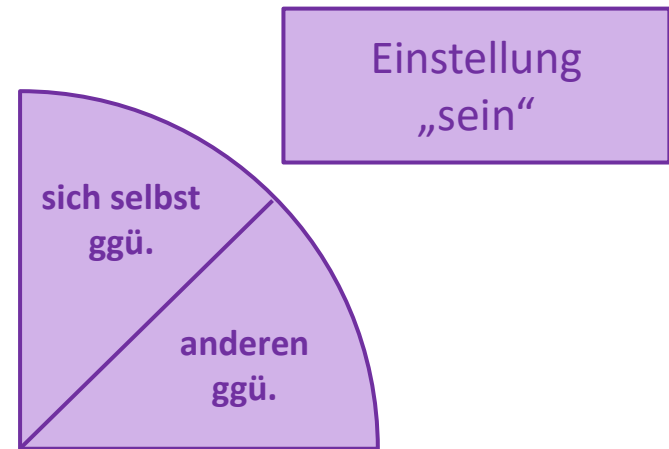 Einstellung
„sein“
sich selbst
ggü.
anderen
ggü.